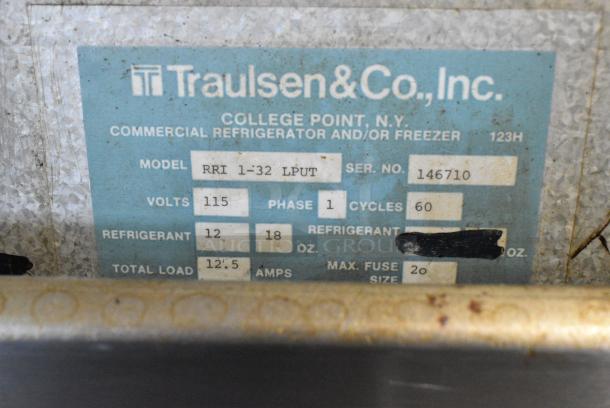 Traulsen & Co., Inc.
COLLEGE POINT, N.Y.
COMMERCIAL REFRIGERATOR AND/OR FREEZER 123H
MODEL RRI 1-32 LPUT SER. NO. 146710
VOLTS 115 PHASE 1 CYCLES 60
REFRIGERANT 12 18 OZ. REFRIGERANT OZ.
AUCTION GROUP
TOTAL LOAD 12.5 AMPS MAX. FUSE SIZE 20